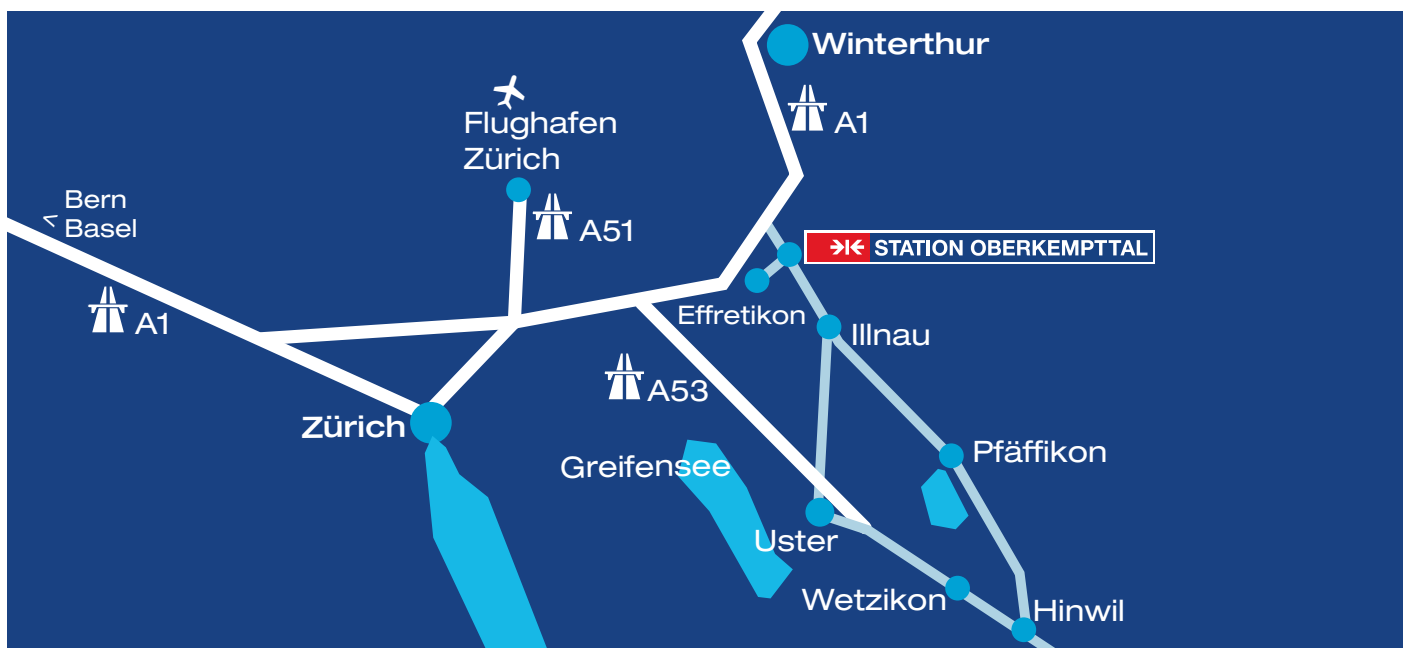 Winterthur
A1
Flughafen
Zürich
A51
Bern
< Basel
STATION OBERKEMPTTAL
A1
Effretikon
Illnau
A53
Zürich
Greifensee
Pfäffikon
Uster
Wetzikon
Hinwil